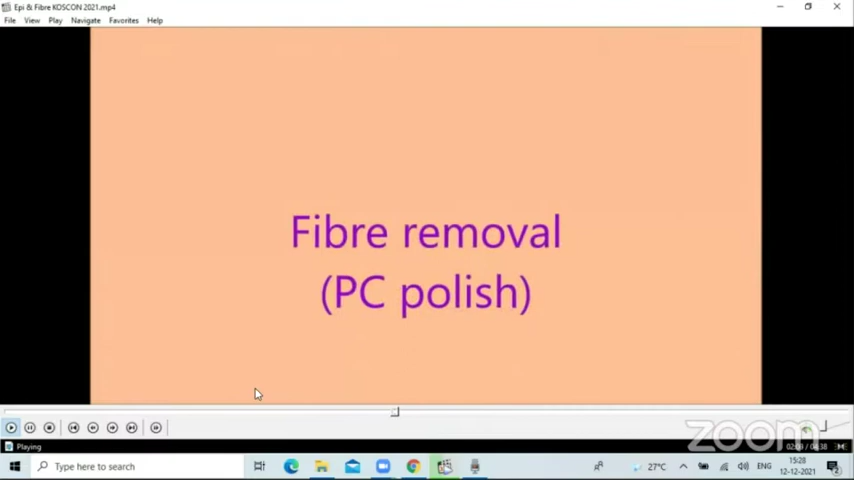 Epi & Fibre KOSCON 2021.mp4
File View Play Navigate Favorites Help
Fibre removal
(PC polish)
zoom
Playing
Type here to search
27°C
ENG
15:28
12-12-2021
2